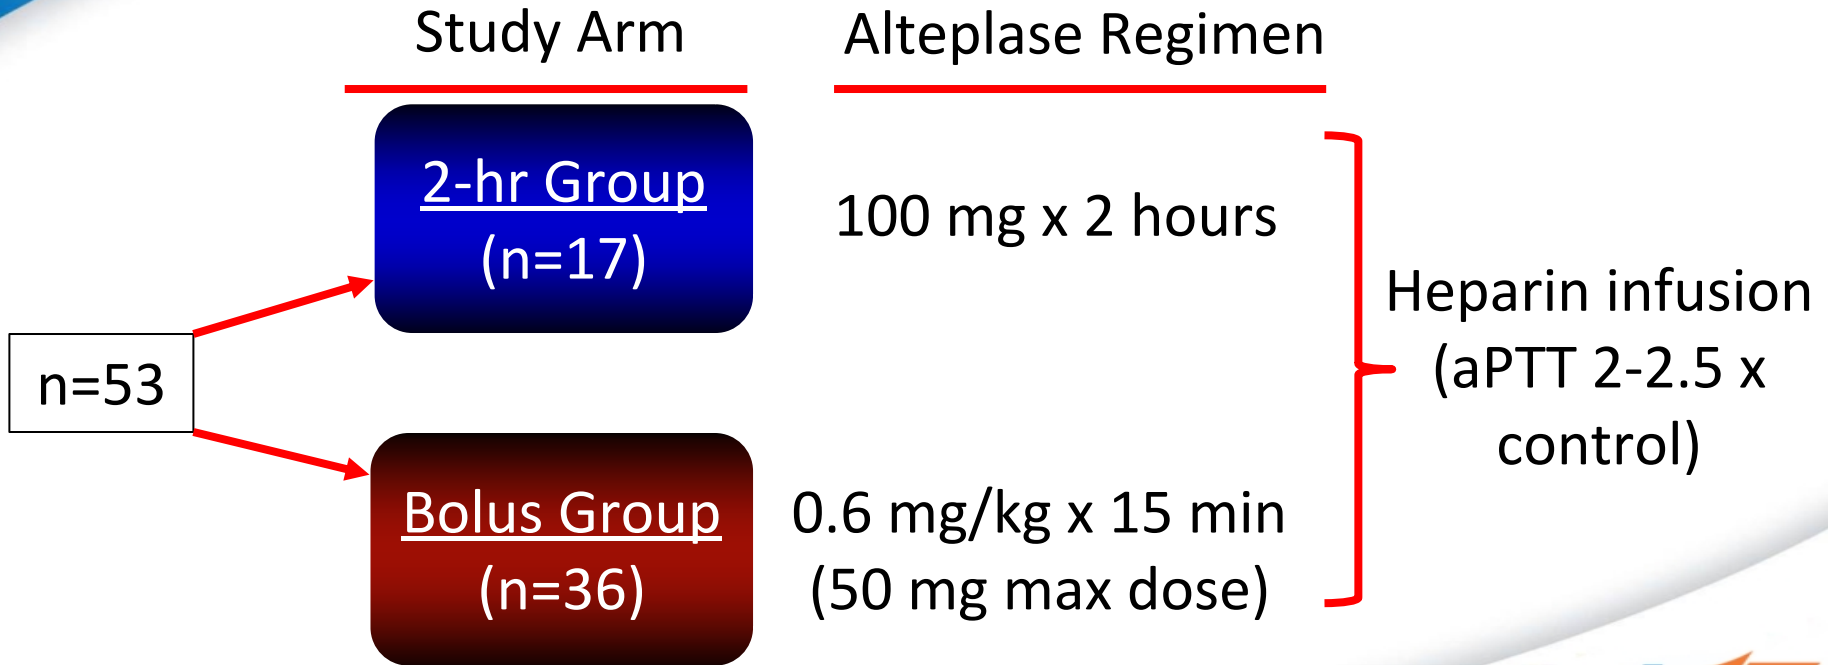 Study Arm
Alteplase Regimen
2-hr Group
(n=17)
100 mg x 2 hours
n=53
Heparin infusion
(aPTT 2-2.5 x
control)
Bolus Group
(n=36)
0.6 mg/kg x 15 min
(50 mg max dose)